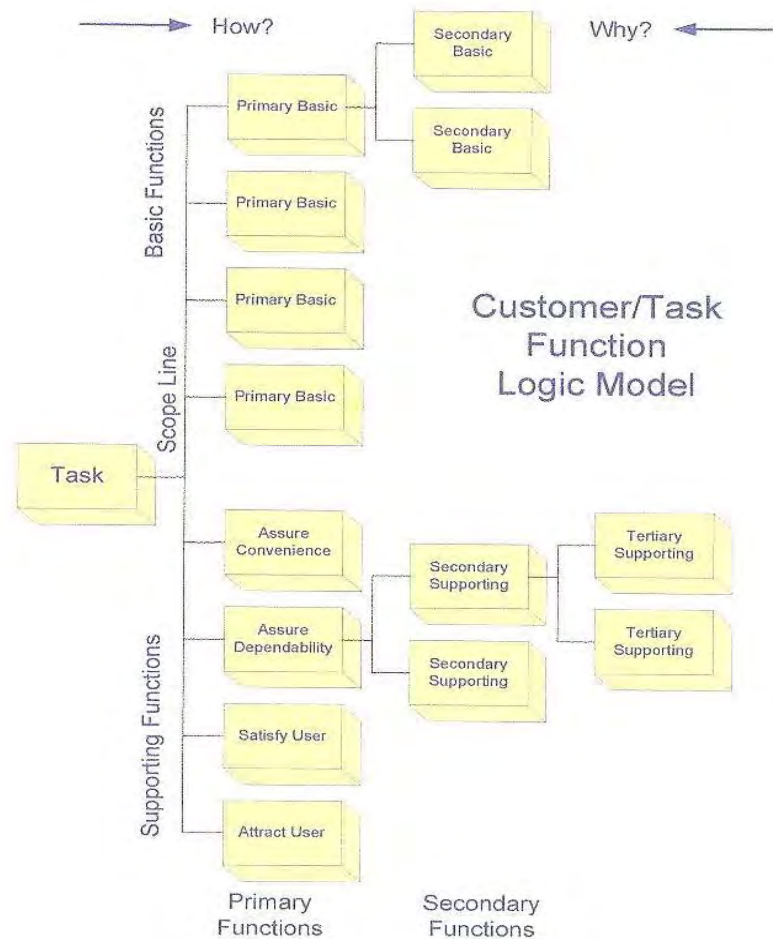 How?
Why?
Secondary
Basic
Primary Basic
Secondary
Basic
Basic Functions
Primary Basic
Primary Basic
Customer/Task
Function
Logic Model
Primary Basic
Scope Line
Task
Assure
Convenience
Secondary
Supporting
Tertiary
Supporting
Assure
Dependability
Secondary
Supporting
Tertiary
Supporting
Supporting Functions
Satisfy User
Attract User
Primary
Functions
Secondary
Functions